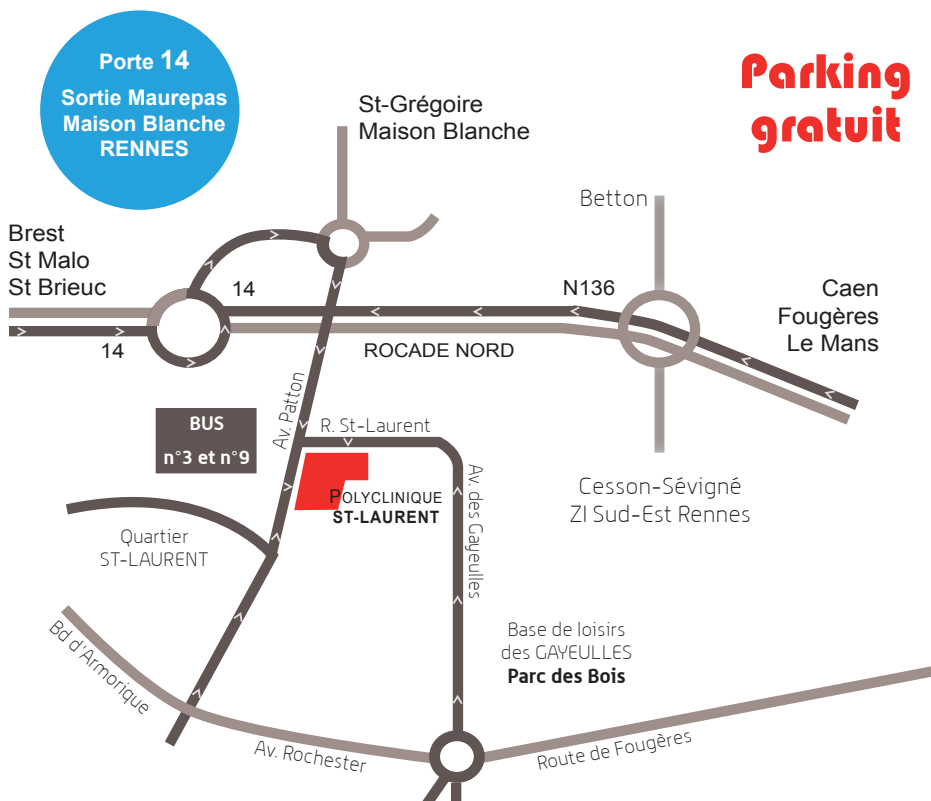 Porte 14
Sortie Maurepas
Maison Blanche
RENNES
Parking
gratuit
St-Grégoire
Maison Blanche
Betton
Brest
St Malo
St Brieuc
14
N136
Caen
Fougères
Le Mans
14
ROCADE NORD
Av. Patton
BUS
n°3 et n°9
R. St-Laurent
POLYCLINIQUE
ST-LAURENT
Av. des Gayeulles
Cesson-Sévigné
ZI Sud-Est Rennes
Quartier
ST-LAURENT
Bd d'Armorique
Base de loisirs
des GAYEULLES
Parc des Bois
Av. Rochester
Route de Fougères